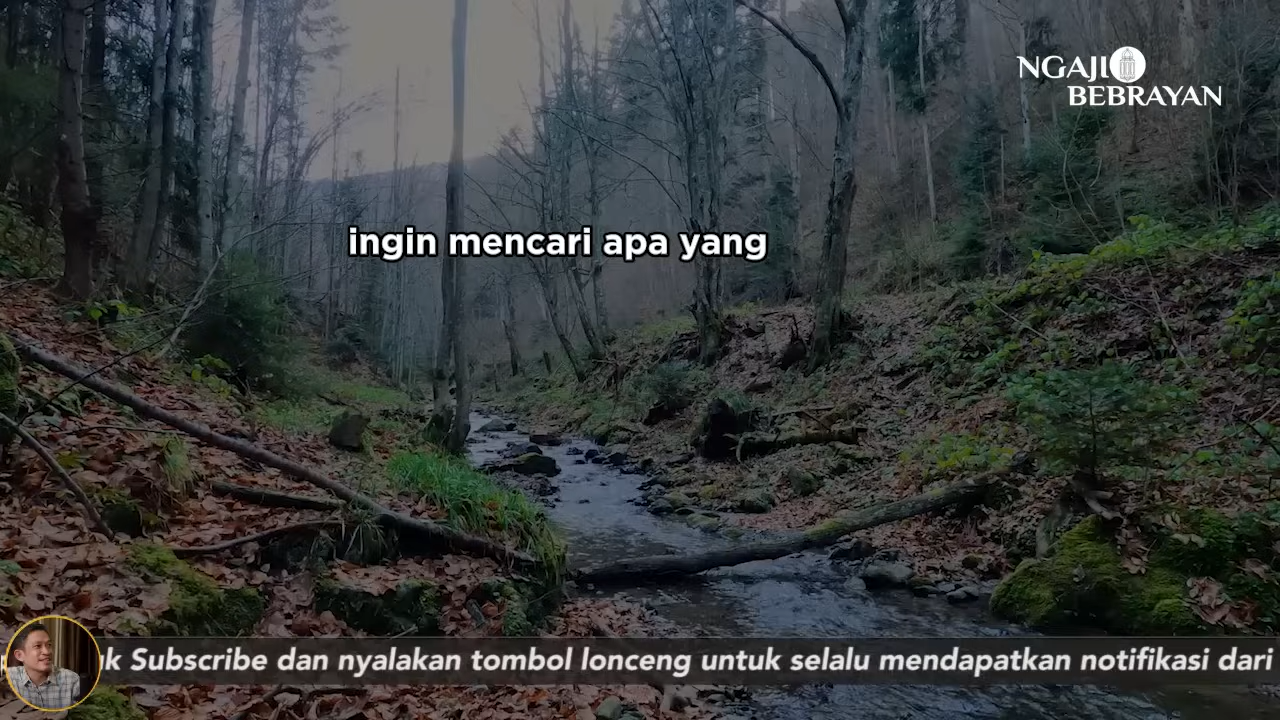 NGAJI
BEBRAYAN
ingin mencari apa yang
Subscribe dan nyalakan tombol lonceng untuk selalu mendapatkan notifikasi dari